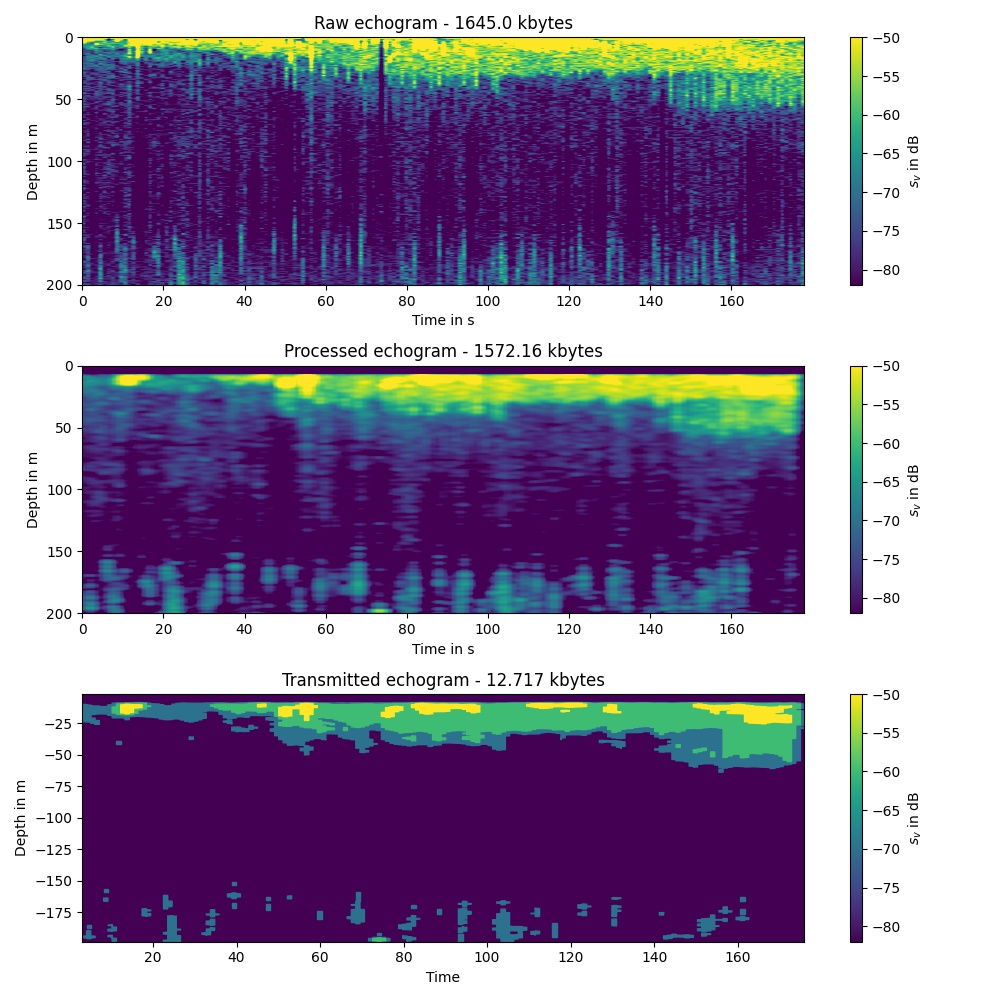 Raw echogram - 1645.0 kbytes
0
50
100
150
200
Depth in m
0 20 40 60 80 100 120 140 160
Time in s
−50
−55
−60
−65
−70
−75
−80
s_v in dB
Processed echogram - 1572.16 kbytes
0
50
100
150
200
Depth in m
0 20 40 60 80 100 120 140 160
Time in s
−50
−55
−60
−65
−70
−75
−80
s_v in dB
Transmitted echogram - 12.717 kbytes
−25
−50
−75
−100
−125
−150
−175
Depth in m
20 40 60 80 100 120 140 160
Time
−50
−55
−60
−65
−70
−75
−80
s_v in dB